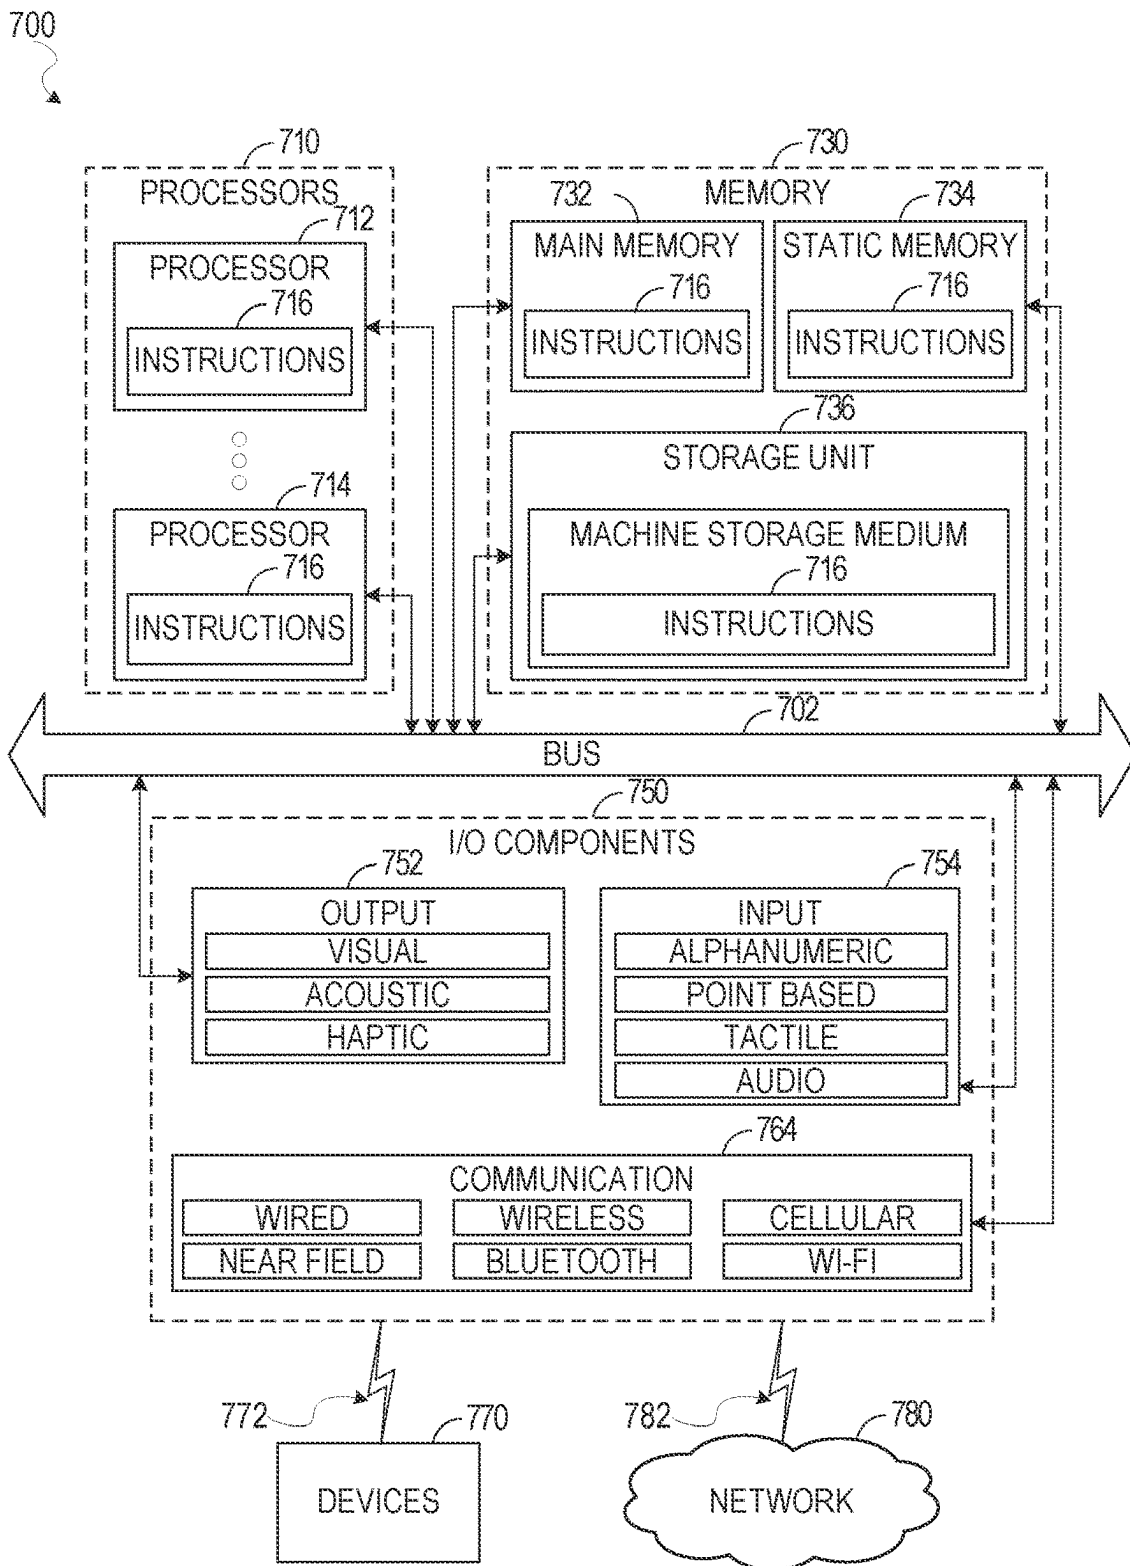 700
710
PROCESSORS
712
PROCESSOR
716
INSTRUCTIONS
714
PROCESSOR
716
INSTRUCTIONS
730
MEMORY
732
MAIN MEMORY
716
INSTRUCTIONS
734
STATIC MEMORY
716
INSTRUCTIONS
736
STORAGE UNIT
MACHINE STORAGE MEDIUM
716
INSTRUCTIONS
702
BUS
750
I/O COMPONENTS
752
OUTPUT
VISUAL
ACOUSTIC
HAPTIC
754
INPUT
ALPHANUMERIC
POINT BASED
TACTILE
AUDIO
764
COMMUNICATION
WIRED
WIRELESS
CELLULAR
NEAR FIELD
BLUETOOTH
WI-FI
772
770
DEVICES
782
780
NETWORK